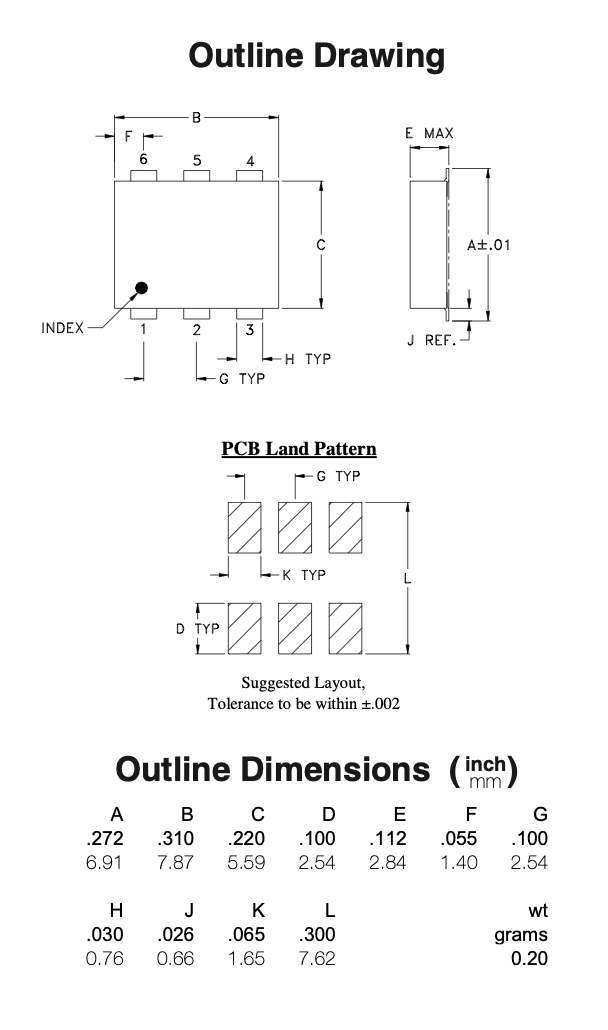 Outline Drawing
B
F
E MAX
6 5 4
C
A±.01
INDEX
1 2 3
J REF.
H TYP
G TYP
PCB Land Pattern
G TYP
K TYP
L
D TYP
Suggested Layout,
Tolerance to be within ±.002
Outline Dimensions (inch
mm)
A B C D E F G
.272 .310 .220 .100 .112 .055 .100
6.91 7.87 5.59 2.54 2.84 1.40 2.54
H J K L wt
.030 .026 .065 .300 grams
0.76 0.66 1.65 7.62 0.20